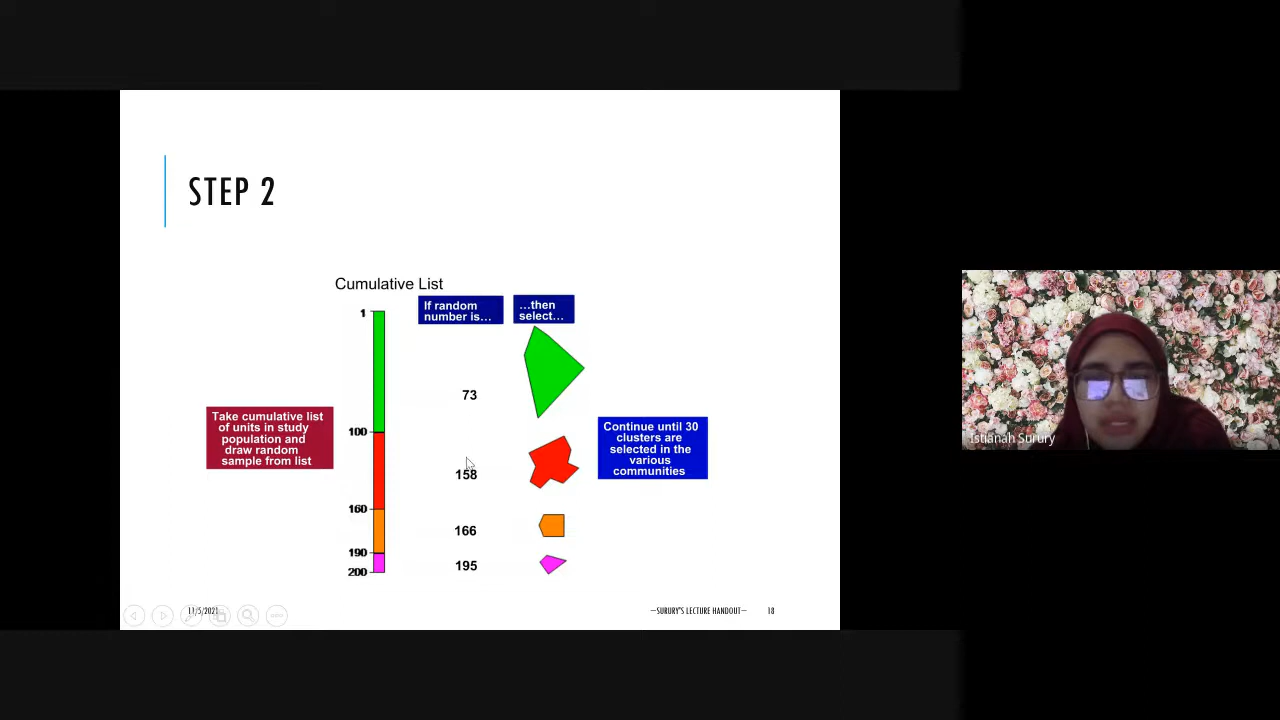 STEP 2
Cumulative List
If random
number is...
...then
select...
1
73
Take cumulative list
of units in study
population and
draw random
sample from list
100
Continue until 30
clusters are
selected in the
various
communities
158
160
166
190
195
200
11/5/2021
—SURURY'S LECTURE HANDOUT—
18
Istianah Surury